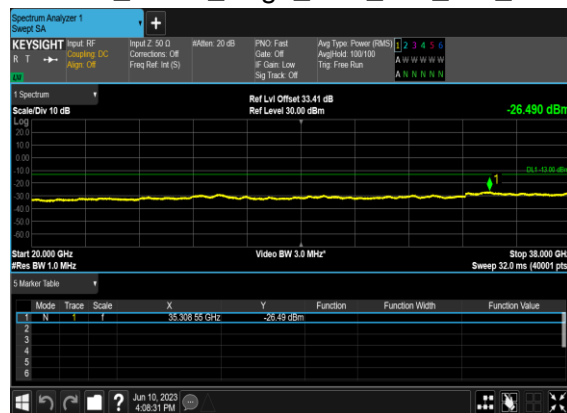 Spectrum Analyzer 1
Swept SA
KEYSIGHT
R T
Input: RF
Coupling: DC
Align: Off
Input Z: 50 Ω
Corrections: Off
Freq Ref: Int (S)
#Atten: 20 dB
PNO: Fast
Gate: Off
IF Gain: Low
Sig Track: Off
Avg Type: Power (RMS)
Avg|Hold: 100/100
Trig: Free Run
1 2 3 4 5 6
A W W W W W
A N N N N N
1 Spectrum
Scale/Div 10 dB
Ref Lvl Offset 33.41 dB
Ref Level 30.00 dBm
-26.490 dBm
Log
20.0
10.0
0.00
-10.0
-20.0
-30.0
-40.0
-50.0
-60.0
DL1 -13.00 dBm
1
Start 20.000 GHz
#Res BW 1.0 MHz
Video BW 3.0 MHz*
Stop 38.000 GHz
Sweep 32.0 ms (40001 pts)
5 Marker Table
Mode Trace Scale X Y Function Function Width Function Value
1 N 1 f 35.308 55 GHz -26.49 dBm
2
3
4
5
6
? Jun 10, 2023
4:08:31 PM